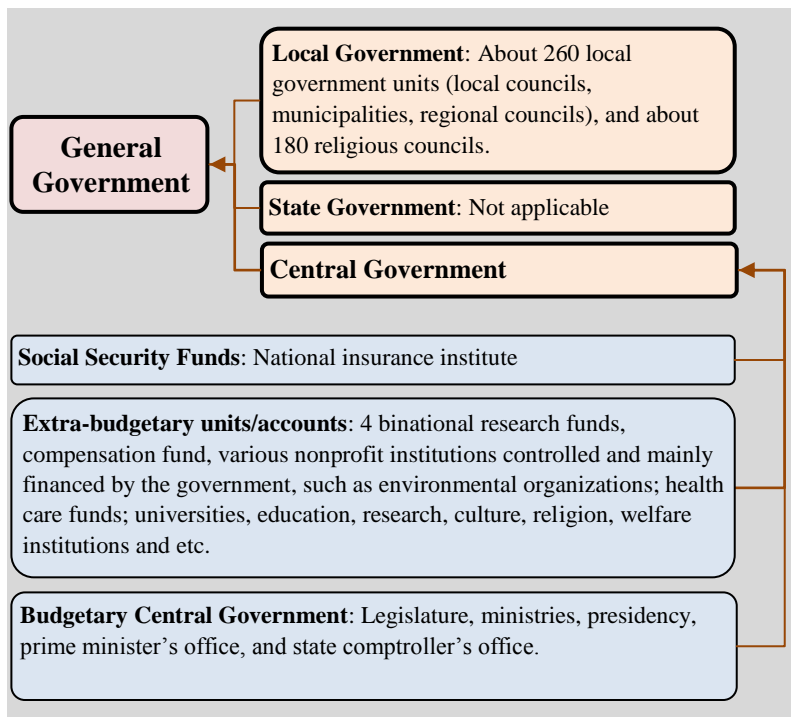 Local Government: About 260 local
government units (local councils,
municipalities, regional councils), and about
180 religious councils.
General
Government
State Government: Not applicable
Central Government
Social Security Funds: National insurance institute
Extra-budgetary units/accounts: 4 binational research funds,
compensation fund, various nonprofit institutions controlled and mainly
financed by the government, such as environmental organizations; health
care funds; universities, education, research, culture, religion, welfare
institutions and etc.
Budgetary Central Government: Legislature, ministries, presidency,
prime minister’s office, and state comptroller’s office.